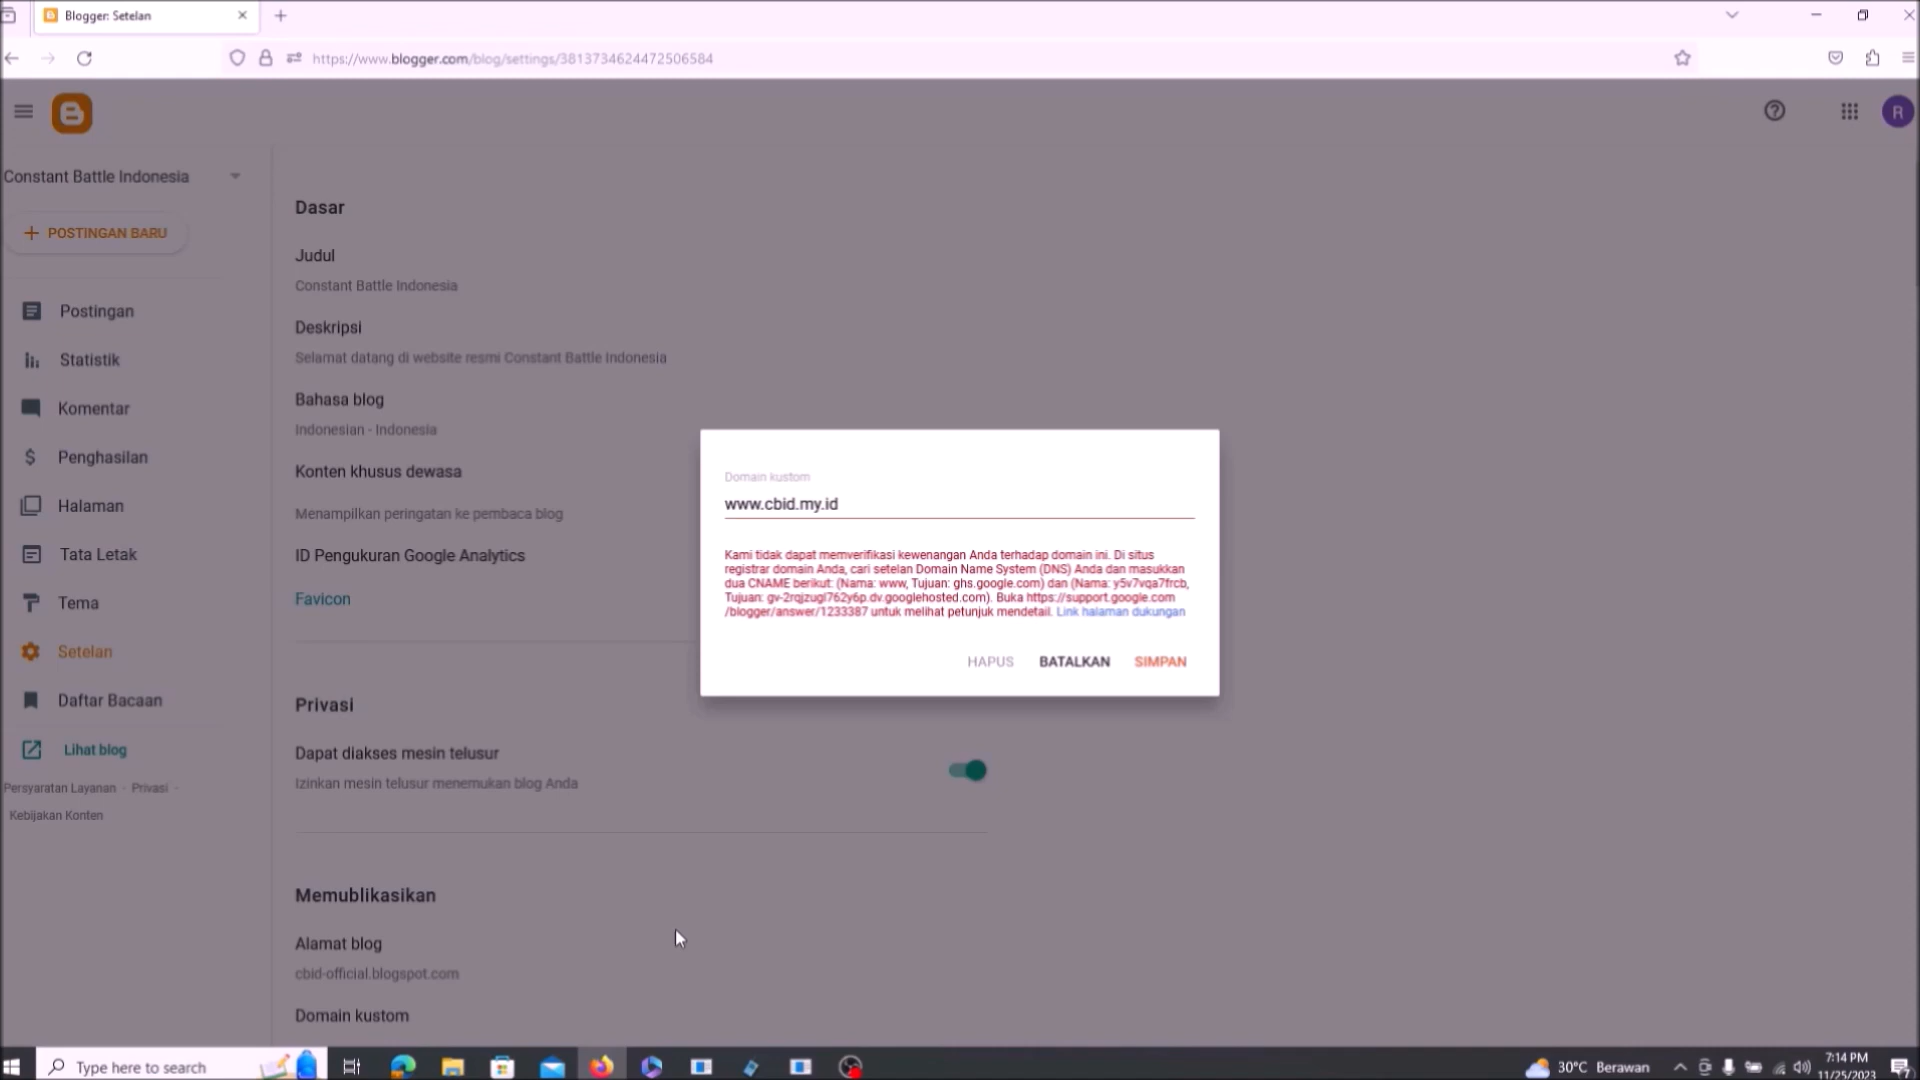 Blogger: Setelan
https://www.blogger.com/blog/settings/3813734624472506584
R
Constant Battle Indonesia
POSTINGAN BARU
Postingan
Statistik
Komentar
Penghasilan
Halaman
Tata Letak
Tema
Setelan
Daftar Bacaan
Lihat blog
Persyaratan Layanan · Privasi ·
Kebijakan Konten
Dasar
Judul
Constant Battle Indonesia
Deskripsi
Selamat datang di website resmi Constant Battle Indonesia
Bahasa blog
Indonesian - Indonesia
Konten khusus dewasa
Menampilkan peringatan ke pembaca blog
ID Pengukuran Google Analytics
Favicon
Privasi
Dapat diakses mesin telusur
Izinkan mesin telusur menemukan blog Anda
Memublikasikan
Alamat blog
cbid-official.blogspot.com
Domain kustom
Domain kustom
www.cbid.my.id
Kami tidak dapat memverifikasi kewenangan Anda terhadap domain ini. Di situs
registrar domain Anda, cari setelan Domain Name System (DNS) Anda dan masukkan
dua CNAME berikut: (Nama: www, Tujuan: ghs.google.com) dan (Nama: y5v7vqa7frcb,
Tujuan: gv-2rqjzugl762y6p.dv.googlehosted.com). Buka https://support.google.com
/blogger/answer/1233387 untuk melihat petunjuk mendetail. Link halaman dukungan
HAPUS
BATALKAN
SIMPAN
Type here to search
30°C Berawan
7:14 PM
11/25/2023
7